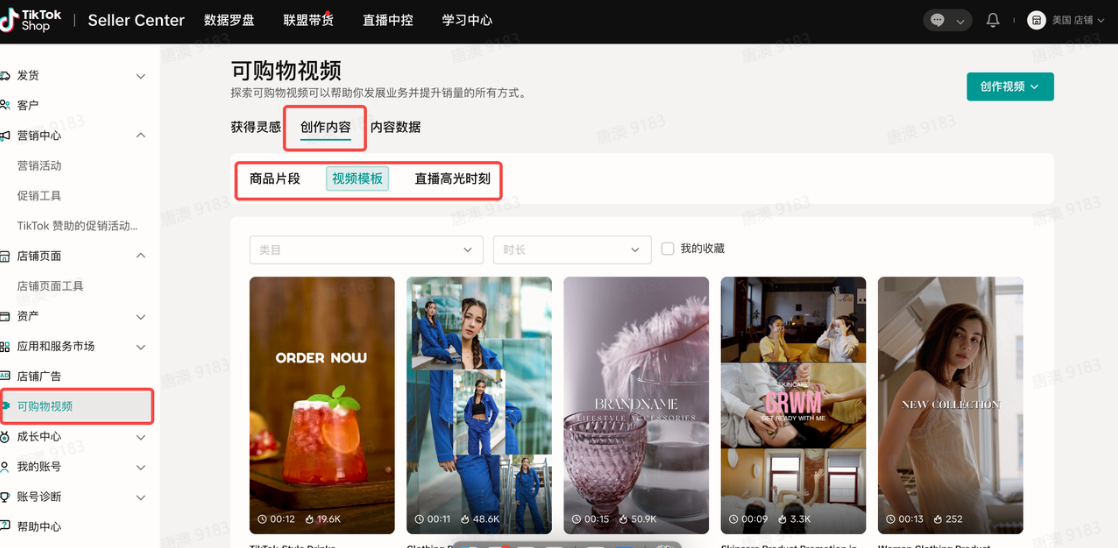 TikTok Shop | Seller Center 数据罗盘 联盟带货 直播中控 学习中心 美国 店铺
发货
客户
营销中心
营销活动
促销工具
TikTok 赞助的促销活动...
店铺页面
店铺页面工具
资产
应用和服务市场
AD 店铺广告
可购物视频
成长中心
我的账号
账号诊断
帮助中心
可购物视频
探索可购物视频可以帮助你发展业务并提升销量的所有方式。
创作视频
获得灵感 创作内容 内容数据
商品片段 视频模板 直播高光时刻
类目 时长 我的收藏
ORDER NOW
00:12 19.6K
00:11 48.6K
BRANDNAME
LIFESTYLE ACCESSORIES
00:15 50.9K
SKINCARE
GRWM
GET READY WITH ME
00:09 3.3K
NEW COLLECTION
00:13 252
唐澳 9183